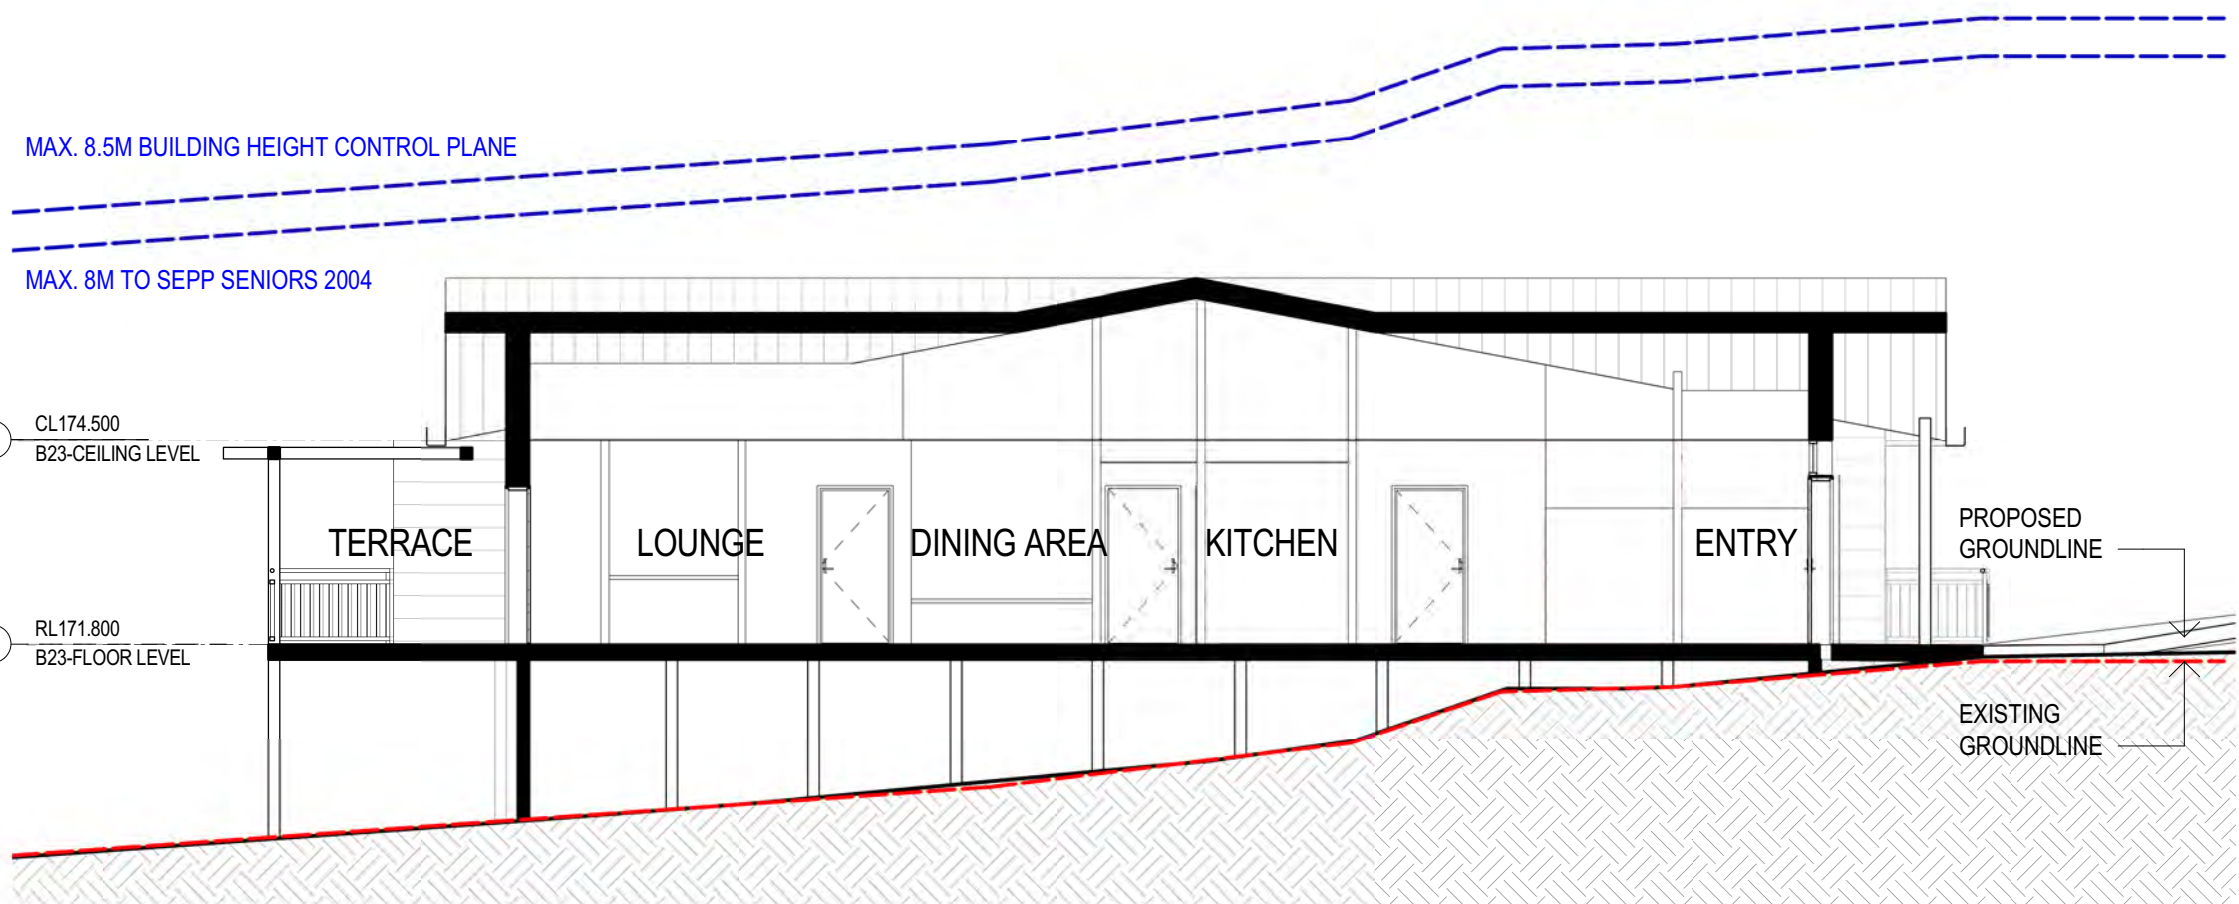 MAX. 8.5M BUILDING HEIGHT CONTROL PLANE
MAX. 8M TO SEPP SENIORS 2004
CL174.500
B23-CEILING LEVEL
TERRACE
LOUNGE
DINING AREA
KITCHEN
ENTRY
PROPOSED
GROUNDLINE
RL171.800
B23-FLOOR LEVEL
EXISTING
GROUNDLINE